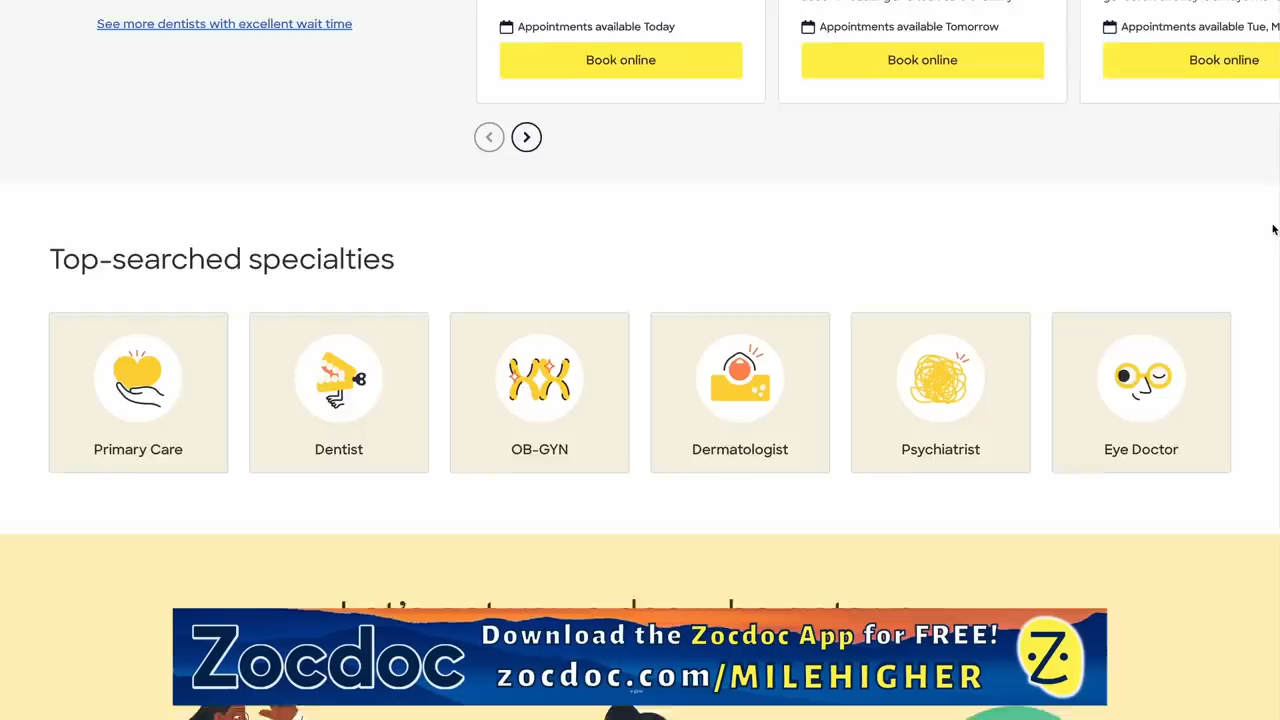 See more dentists with excellent wait time
Appointments available Today
Appointments available Tomorrow
Appointments available Tue,
Book online
Book online
Book online
Top-searched specialties
Primary Care
Dentist
OB-GYN
Dermatologist
Psychiatrist
Eye Doctor
Zocdoc
Download the Zocdoc App for FREE!
zocdoc.com/MILEHIGHER
Z